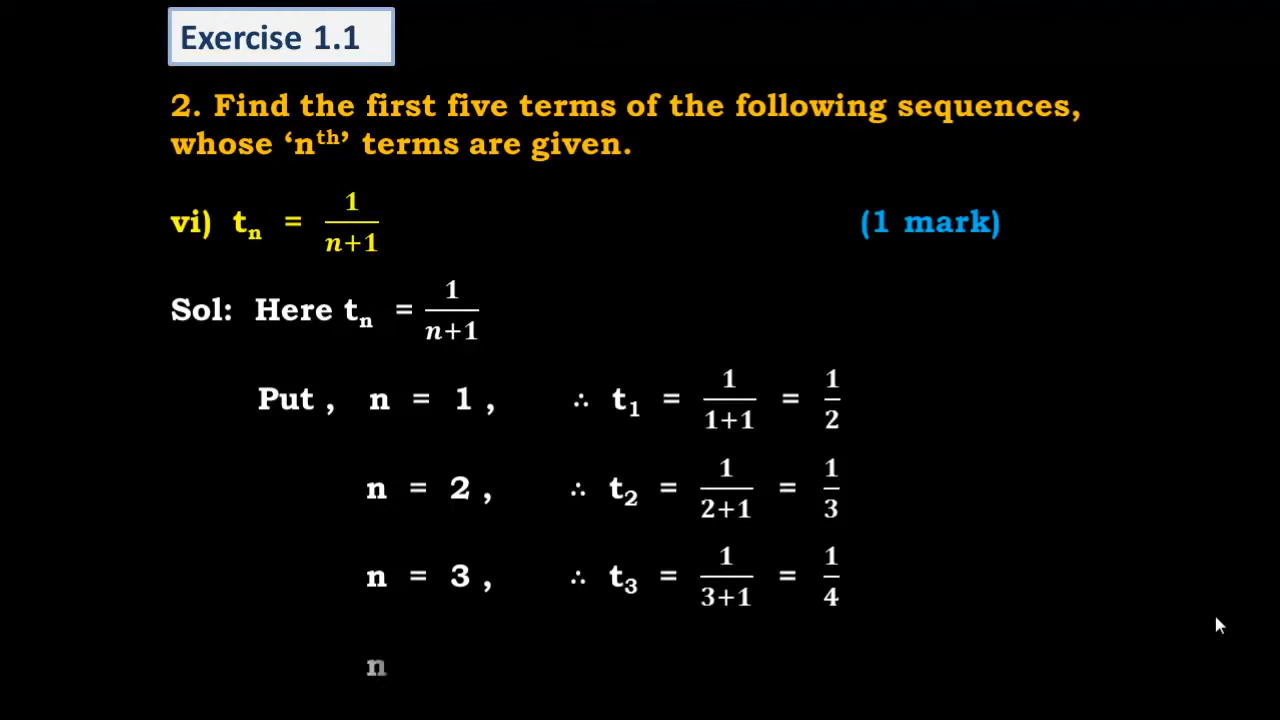 Exercise 1.1
2. Find the first five terms of the following sequences,
whose ‘nᵗʰ’ terms are given.
vi) tₙ = 1/(n+1) (1 mark)
Sol: Here tₙ = 1/(n+1)
Put , n = 1 , ∴ t₁ = 1/(1+1) = 1/2
n = 2 , ∴ t₂ = 1/(2+1) = 1/3
n = 3 , ∴ t₃ = 1/(3+1) = 1/4
n